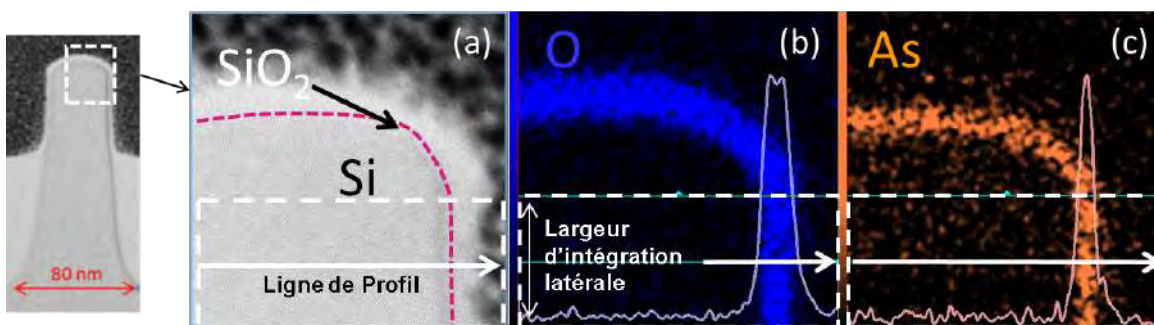 80 nm
(a)
SiO₂
Si
Ligne de Profil
O
(b)
Largeur
d'intégration
latérale
As
(c)